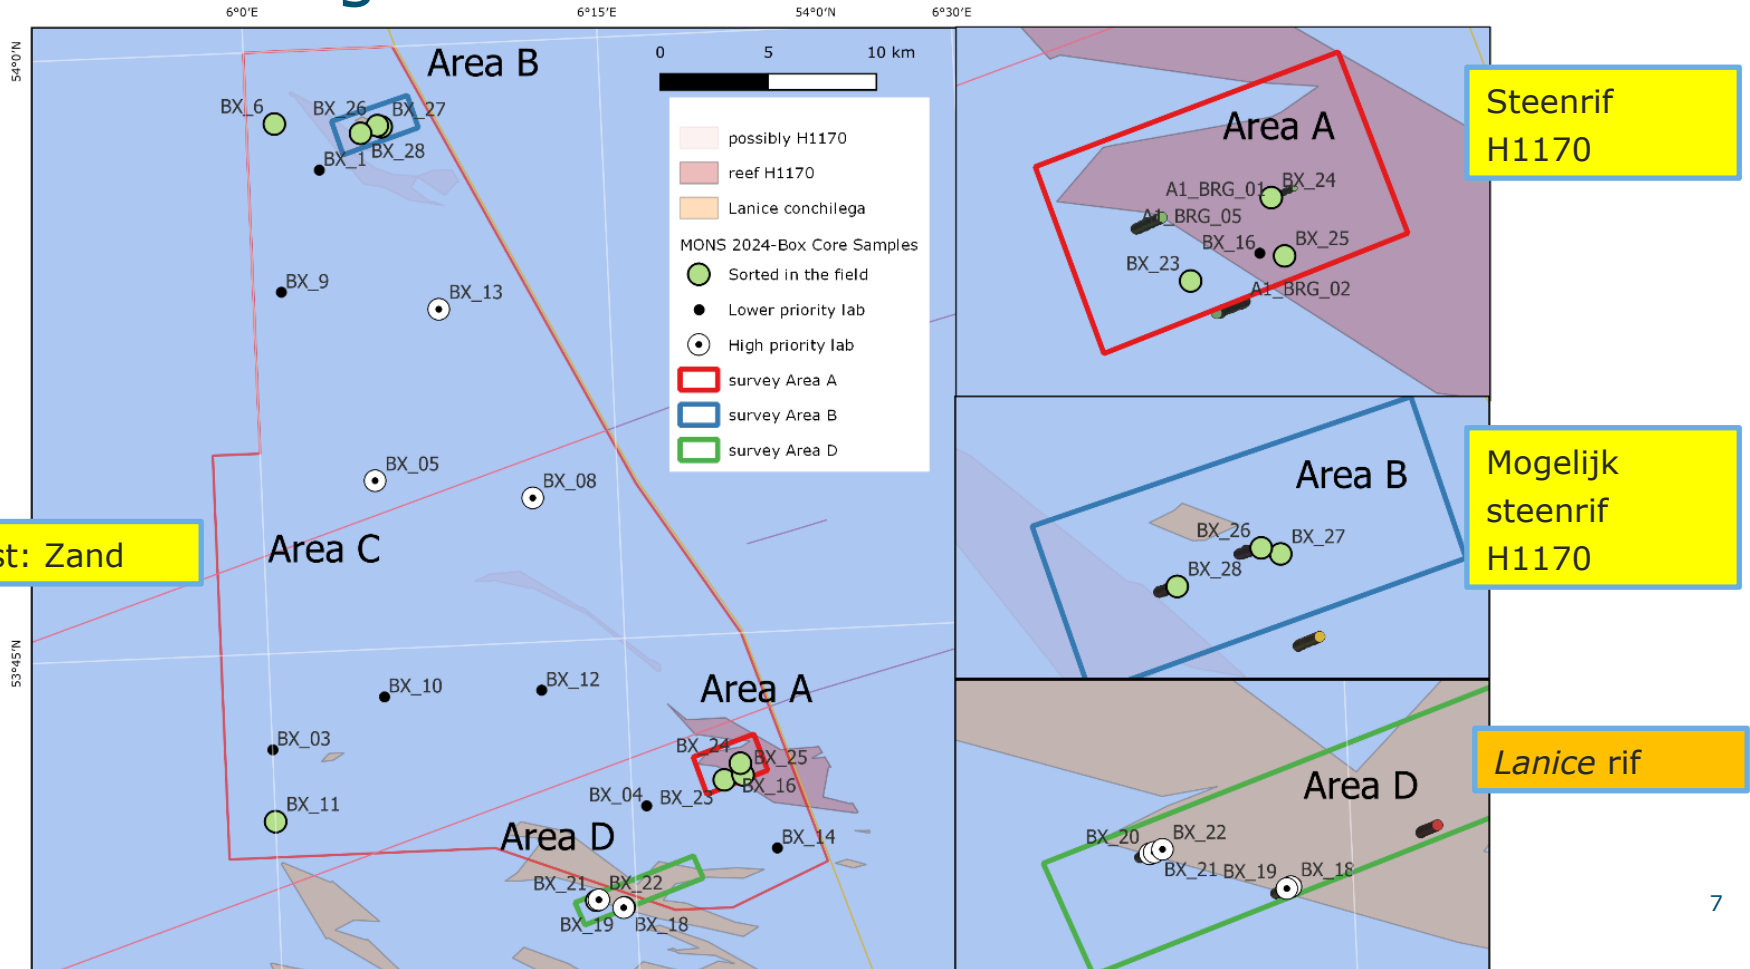 6°0'E
6°15'E
54°0'N
6°30'E
54°0'N
53°45'N
Area B
0 5 10 km
BX_6
BX_26
BX_27
BX_28
BX_1
possibly H1170
reef H1170
Lanice conchilega
MONS 2024-Box Core Samples
Sorted in the field
Lower priority lab
High priority lab
survey Area A
survey Area B
survey Area D
BX_9
BX_13
BX_05
BX_08
st: Zand
Area C
BX_10
BX_12
Area A
BX_03
BX_24
BX_25
BX_16
BX_04
BX_23
BX_11
Area D
BX_14
BX_21
BX_22
BX_19
BX_18
Area A
A1_BRG_01
BX_24
A1_BRG_05
BX_16
BX_25
BX_23
A1_BRG_02
Steenrif
H1170
Area B
BX_26
BX_27
BX_28
Mogelijk
steenrif
H1170
Area D
BX_20
BX_22
BX_21
BX_19
BX_18
Lanice rif
7